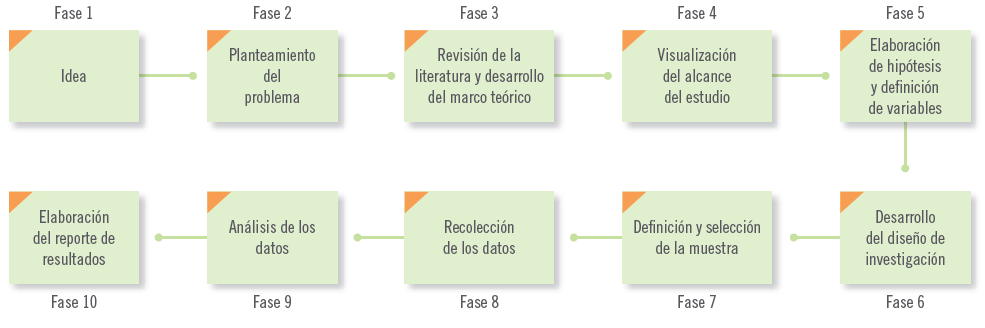 Fase 1
Idea
Fase 2
Planteamiento
del
problema
Fase 3
Revisión de la
literatura y desarrollo
del marco teórico
Fase 4
Visualización
del alcance
del estudio
Fase 5
Elaboración
de hipótesis
y definición
de variables
Desarrollo
del diseño de
investigación
Fase 6
Definición y selección
de la muestra
Fase 7
Recolección
de los datos
Fase 8
Análisis de los
datos
Fase 9
Elaboración
del reporte de
resultados
Fase 10